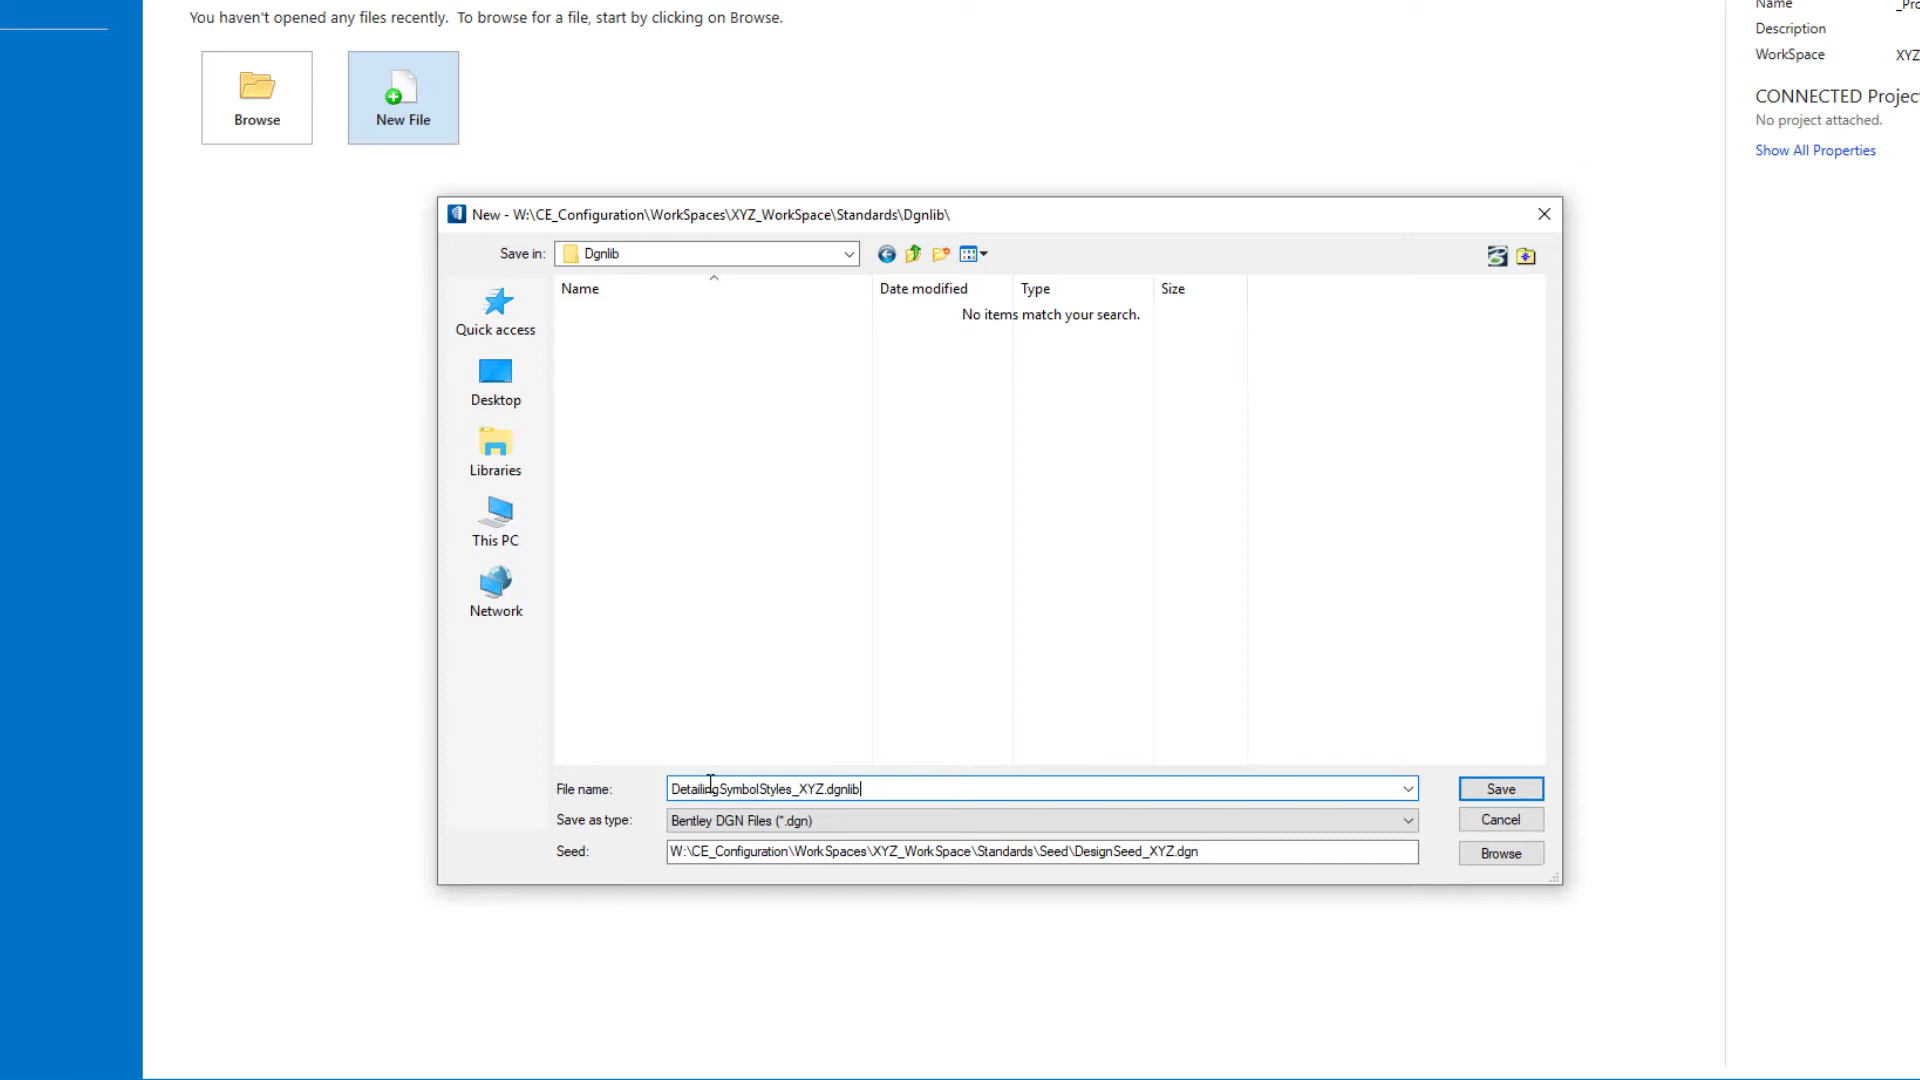 You haven't opened any files recently. To browse for a file, start by clicking on Browse.
Browse
New File
Name
Description
WorkSpace XYZ
CONNECTED Projec
No project attached.
Show All Properties
New - W:\CE_Configuration\WorkSpaces\XYZ_WorkSpace\Standards\Dgnlib\
Save in: Dgnlib
Name Date modified Type Size
No items match your search.
Quick access
Desktop
Libraries
This PC
Network
File name: DetailingSymbolStyles_XYZ.dgnlib Save
Save as type: Bentley DGN Files (*.dgn) Cancel
Seed: W:\CE_Configuration\WorkSpaces\XYZ_WorkSpace\Standards\Seed\DesignSeed_XYZ.dgn Browse